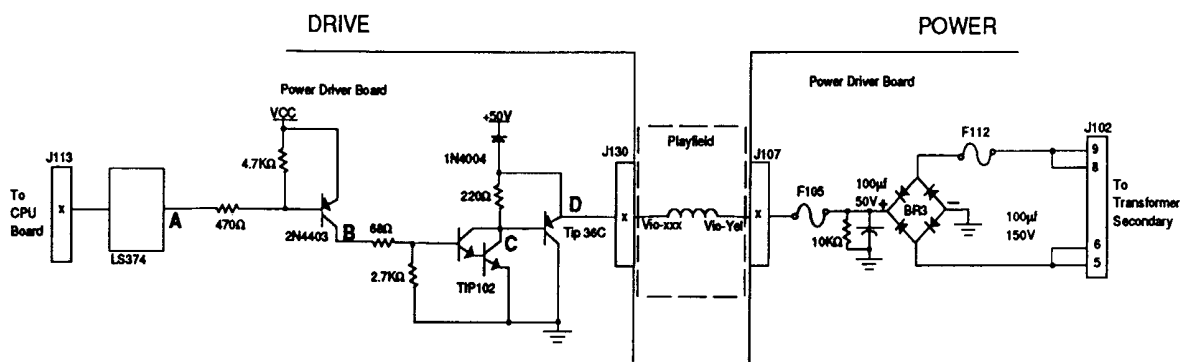 DRIVE
POWER
Power Driver Board
VCC
+50V
Power Driver Board
J113
4.7KΩ
1N4004
J130
Playfield
J107
F112
J102
9
8
To
CPU
Board
x
A
470Ω
LS374
2N4403
B
68Ω
2.7KΩ
220Ω
C
TIP102
D
Tip 36C
x
Vio-xxx
Vio-Yel
x
F105
100µf
50V
+
10KΩ
BR3
-
100µf
150V
To
Transformer
Secondary
6
5